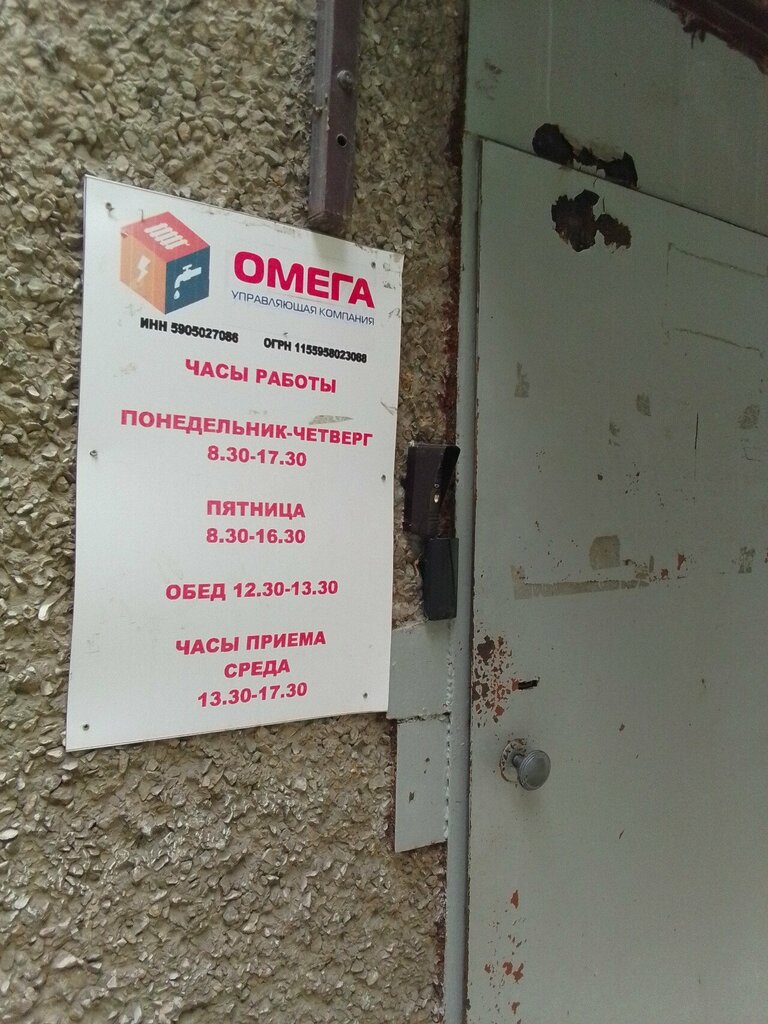 ОМЕГА
УПРАВЛЯЮЩАЯ КОМПАНИЯ
ИНН 5905027086 ОГРН 1155958023068
ЧАСЫ РАБОТЫ
ПОНЕДЕЛЬНИК-ЧЕТВЕРГ
8.30-17.30
ПЯТНИЦА
8.30-16.30
ОБЕД 12.30-13.30
ЧАСЫ ПРИЕМА
СРЕДА
13.30-17.30